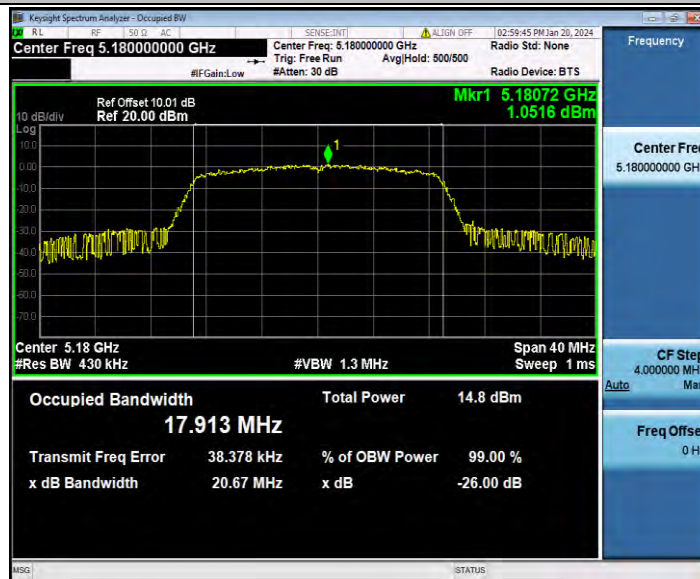 Keysight Spectrum Analyzer - Occupied BW
RL RF 50 Ω AC SENSE:INT ALIGN OFF 02:59:45 PM Jan 20, 2024
Center Freq 5.180000000 GHz
Center Freq: 5.180000000 GHz
Radio Std: None
Trig: Free Run Avg|Hold: 500/500
#IFGain:Low #Atten: 30 dB Radio Device: BTS
Frequency
Ref Offset 10.01 dB
Mkr1 5.18072 GHz
10 dB/div Ref 20.00 dBm 1.0516 dBm
Log
10.0
0.00
-10.0
-20.0
-30.0
-40.0
-50.0
-60.0
-70.0
1
Center Fre
5.180000000 GH
Center 5.18 GHz Span 40 MHz
#Res BW 430 kHz #VBW 1.3 MHz Sweep 1 ms
CF Step
4.000000 MH
Auto Ma
Occupied Bandwidth Total Power 14.8 dBm
17.913 MHz
Transmit Freq Error 38.378 kHz % of OBW Power 99.00 %
x dB Bandwidth 20.67 MHz x dB -26.00 dB
Freq Offse
0 H
MSG STATUS